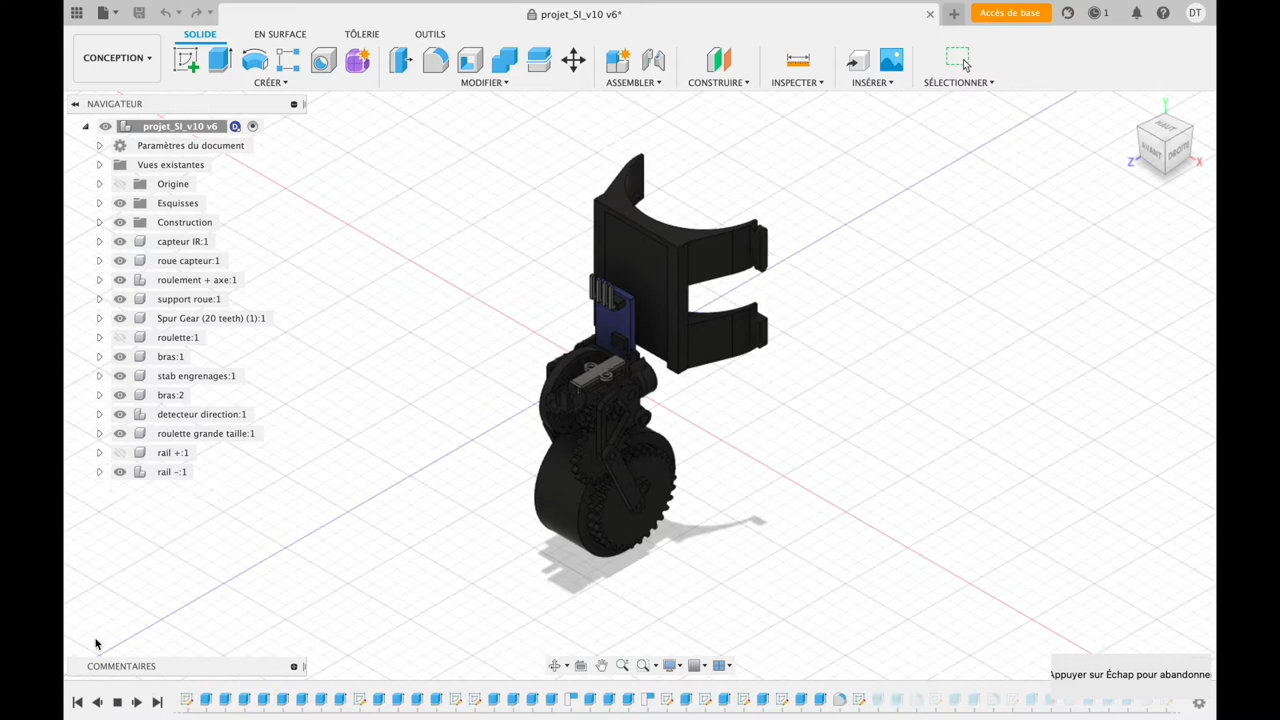 projet_SI_v10 v6*
Accès de base
1
DT
CONCEPTION
SOLIDE
EN SURFACE
TÔLERIE
OUTILS
CRÉER
MODIFIER
ASSEMBLER
CONSTRUIRE
INSPECTER
INSÉRER
SÉLECTIONNER
NAVIGATEUR
projet_SI_v10 v6
Paramètres du document
Vues existantes
Origine
Esquisses
Construction
capteur IR:1
roue capteur:1
roulement + axe:1
support roue:1
Spur Gear (20 teeth) (1):1
roulette:1
bras:1
stab engrenages:1
bras:2
detecteur direction:1
roulette grande taille:1
rail +:1
rail -:1
Y
HAUT
AVANT
DROITE
Z
X
COMMENTAIRES
Appuyer sur Échap pour abandonne